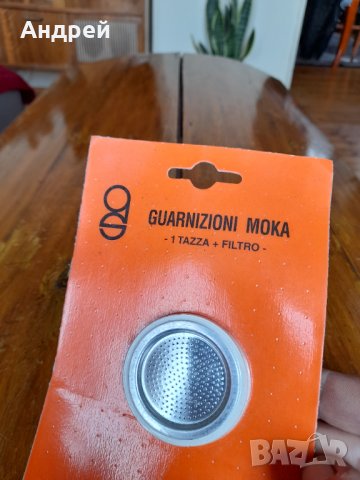 Андрей
GUARNIZIONI MOKA
- 1 TAZZA + FILTRO -
BAZAR